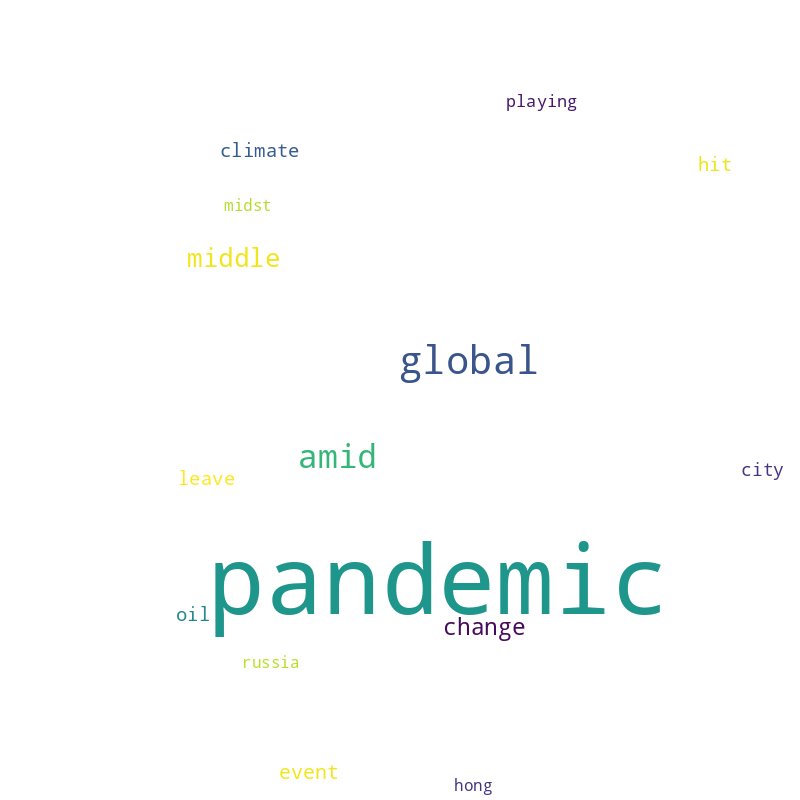 playing
climate
hit
midst
middle
global
amid
city
leave
pandemic
oil
change
russia
event
hong